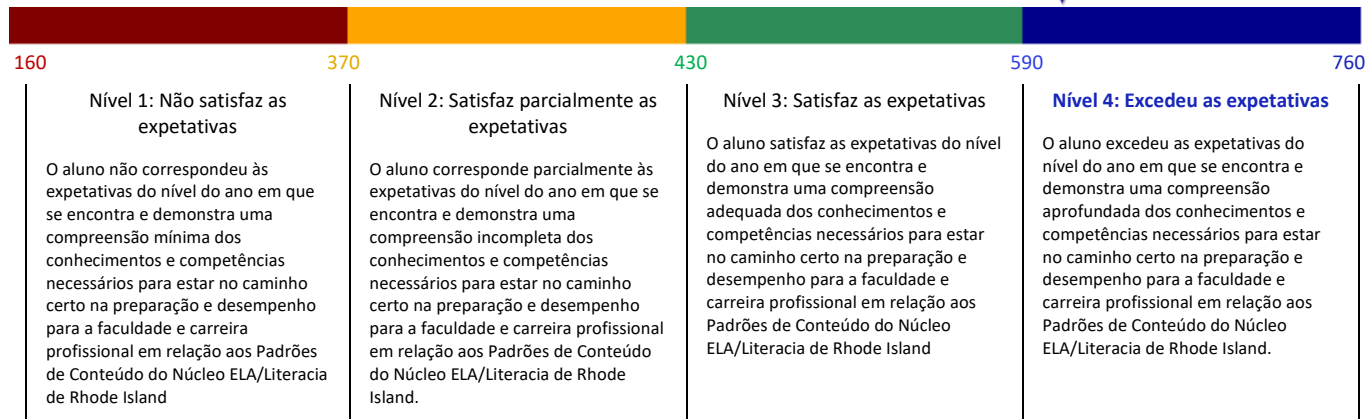 160 370 430 590 760
Nível 1: Não satisfaz as
expetativas
O aluno não correspondeu às
expetativas do nível do ano em que
se encontra e demonstra uma
compreensão mínima dos
conhecimentos e competências
necessários para estar no caminho
certo na preparação e desempenho
para a faculdade e carreira
profissional em relação aos Padrões
de Conteúdo do Núcleo ELA/Literacia
de Rhode Island
Nível 2: Satisfaz parcialmente as
expetativas
O aluno corresponde parcialmente às
expetativas do nível do ano em que se
encontra e demonstra uma
compreensão incompleta dos
conhecimentos e competências
necessários para estar no caminho
certo na preparação e desempenho
para a faculdade e carreira profissional
em relação aos Padrões de Conteúdo
do Núcleo ELA/Literacia de Rhode
Island.
Nível 3: Satisfaz as expetativas
O aluno satisfaz as expetativas do nível
do ano em que se encontra e
demonstra uma compreensão
adequada dos conhecimentos e
competências necessários para estar
no caminho certo na preparação e
desempenho para a faculdade e
carreira profissional em relação aos
Padrões de Conteúdo do Núcleo
ELA/Literacia de Rhode Island
Nível 4: Excedeu as expetativas
O aluno excedeu as expetativas do
nível do ano em que se encontra e
demonstra uma compreensão
aprofundada dos conhecimentos e
competências necessários para estar
no caminho certo na preparação e
desempenho para a faculdade e
carreira profissional em relação aos
Padrões de Conteúdo do Núcleo
ELA/Literacia de Rhode Island.